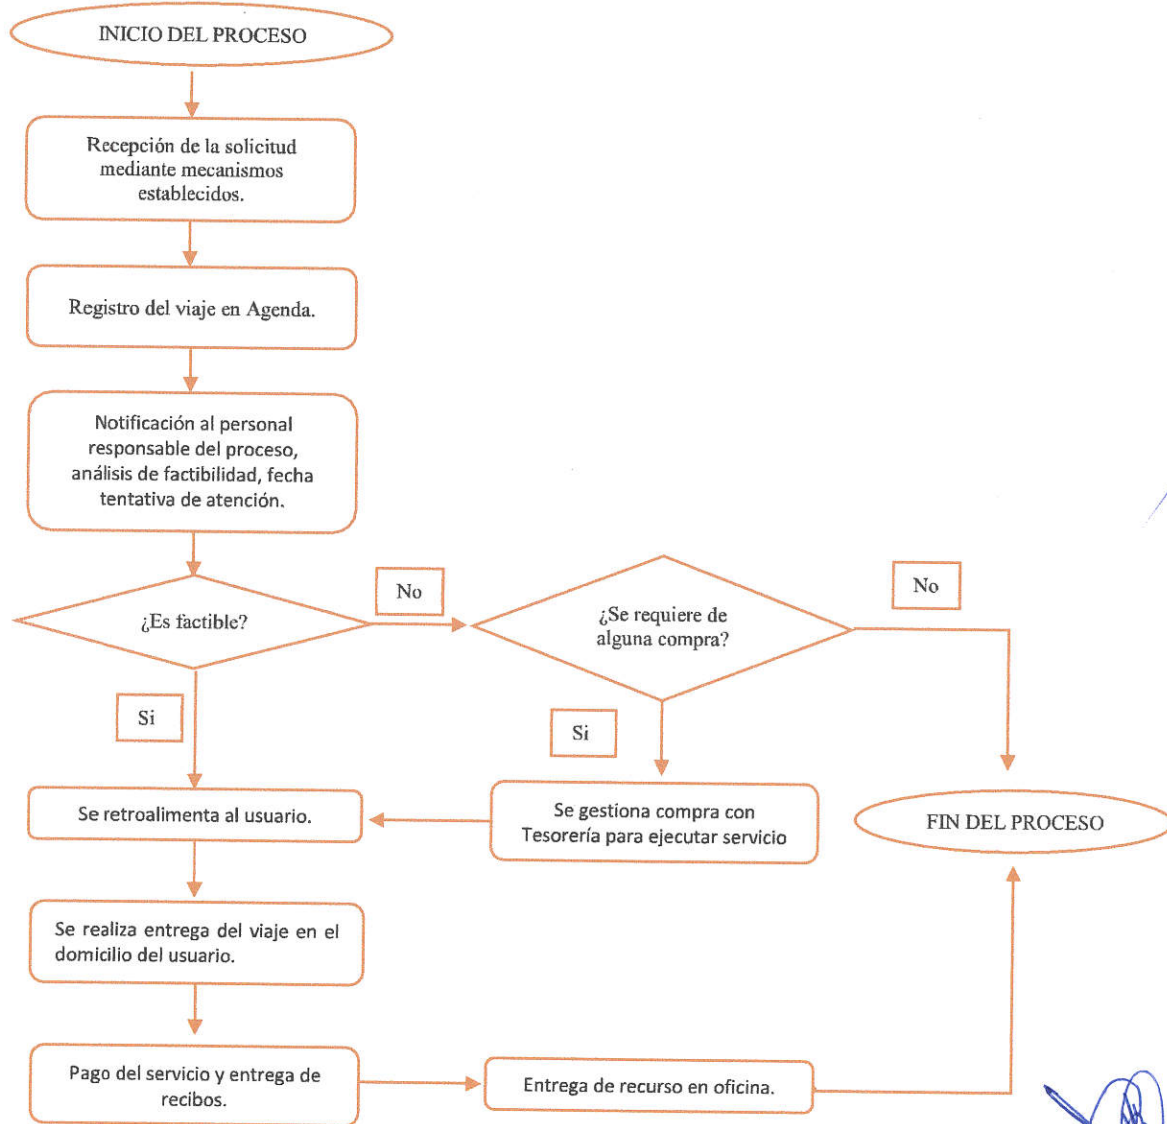 INICIO DEL PROCESO
Recepción de la solicitud
mediante mecanismos
establecidos.
Registro del viaje en Agenda.
Notificación al personal
responsable del proceso,
análisis de factibilidad, fecha
tentativa de atención.
¿Es factible?
No
¿Se requiere de
alguna compra?
No
Si
Si
Se retroalimenta al usuario.
Se gestiona compra con
Tesorería para ejecutar servicio
FIN DEL PROCESO
Se realiza entrega del viaje en el
domicilio del usuario.
Pago del servicio y entrega de
recibos.
Entrega de recurso en oficina.